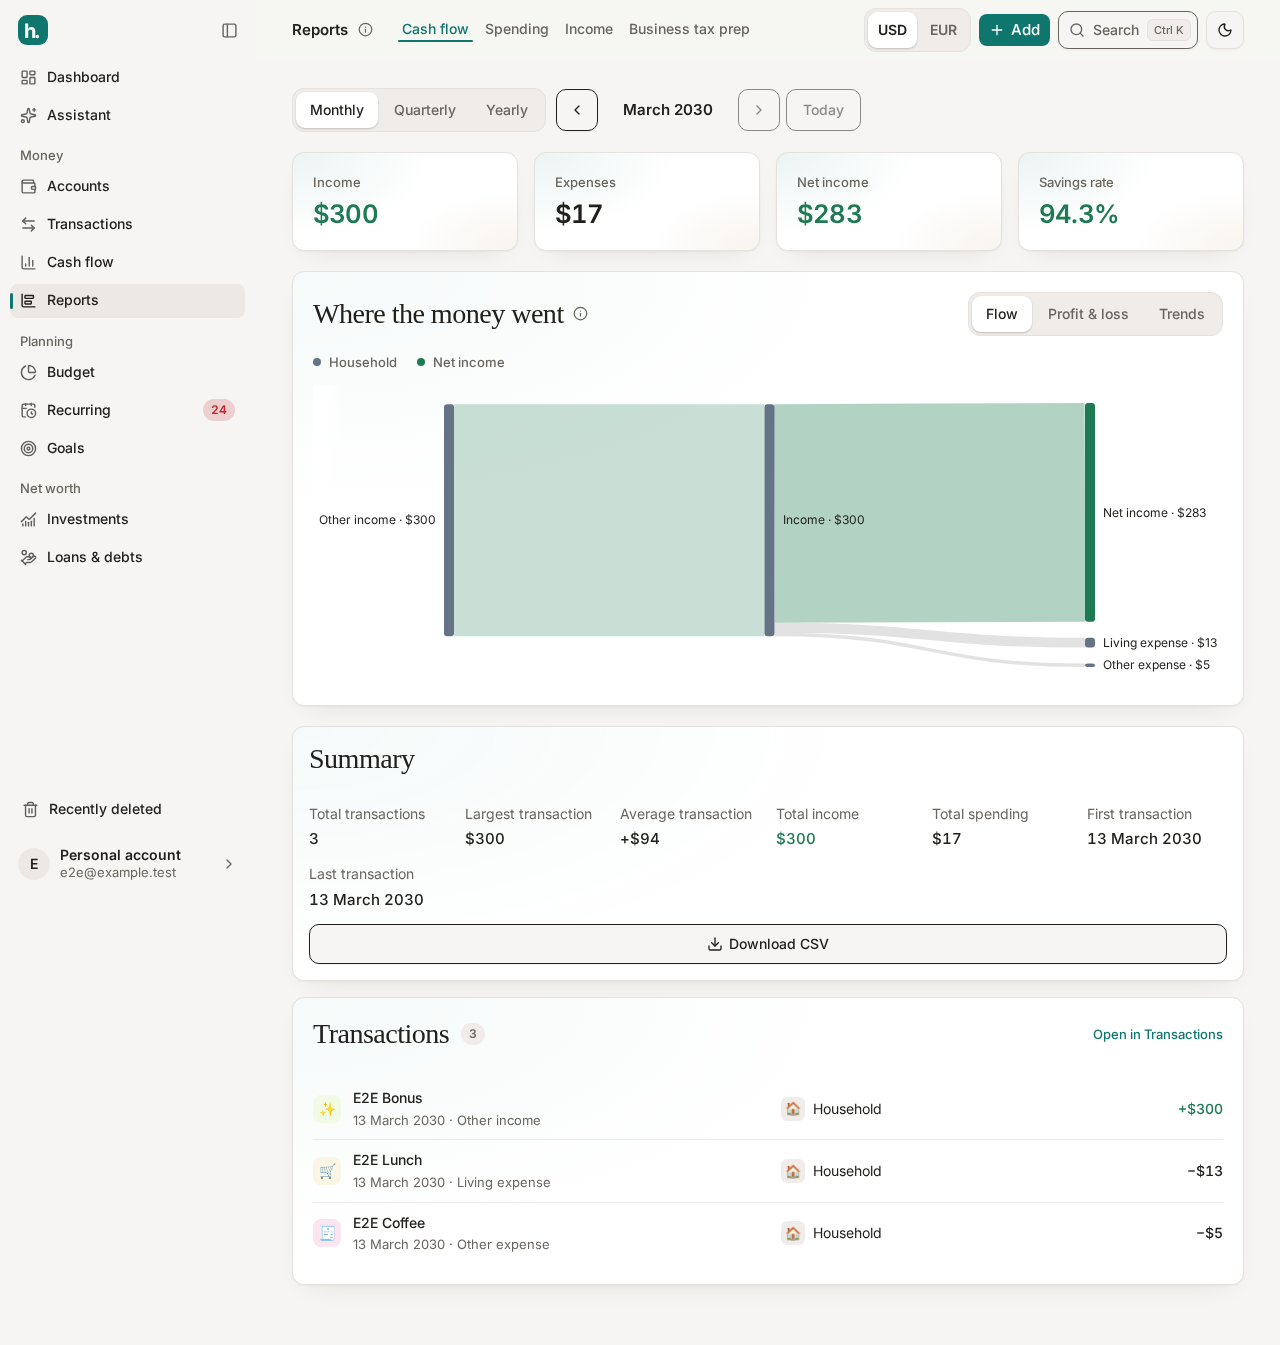 h.
Dashboard
Assistant
Money
Accounts
Transactions
Cash flow
Reports
Planning
Budget
Recurring 24
Goals
Net worth
Investments
Loans & debts
Recently deleted
E
Personal account
e2e@example.test
Reports Cash flow Spending Income Business tax prep USD EUR + Add Search Ctrl K
Monthly Quarterly Yearly March 2030 Today
Income Expenses Net income Savings rate
$300 $17 $283 94.3%
Where the money went Flow Profit & loss Trends
Household Net income
Other income · $300 Income · $300 Net income · $283
Living expense · $13
Other expense · $5
Summary
Total transactions Largest transaction Average transaction Total income Total spending First transaction
3 $300 +$94 $300 $17 13 March 2030
Last transaction
13 March 2030
Download CSV
Transactions 3 Open in Transactions
E2E Bonus
13 March 2030 · Other income Household +$300
E2E Lunch
13 March 2030 · Living expense Household −$13
E2E Coffee
13 March 2030 · Other expense Household −$5